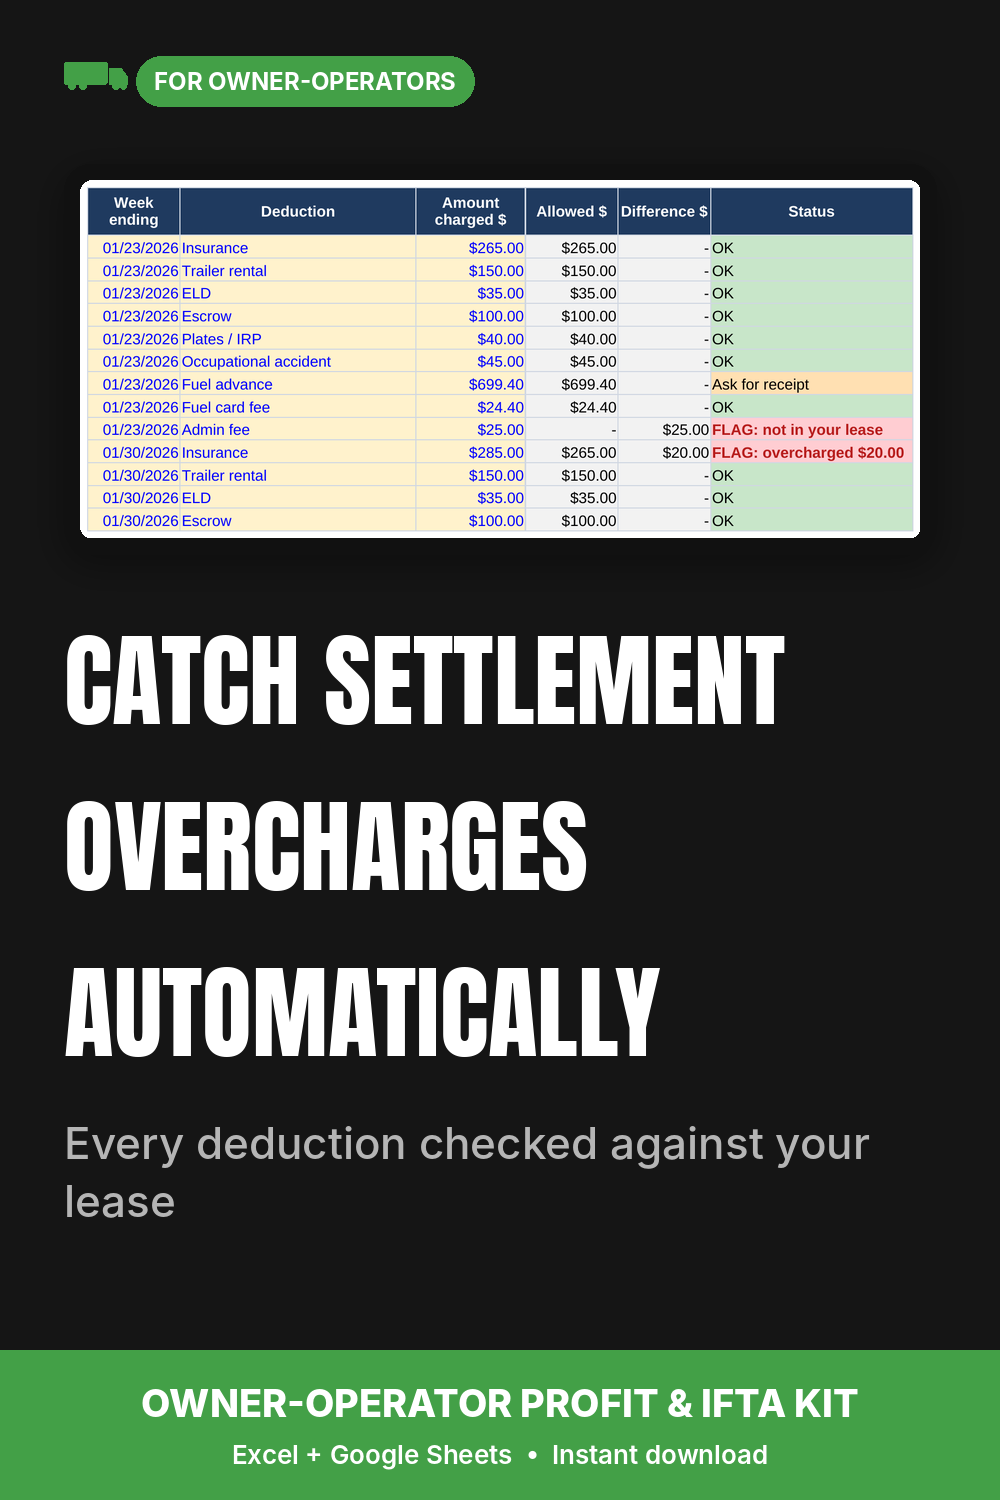 FOR OWNER-OPERATORS
Week ending Deduction Amount charged $ Allowed $ Difference $ Status
01/23/2026 Insurance $265.00 $265.00 - OK
01/23/2026 Trailer rental $150.00 $150.00 - OK
01/23/2026 ELD $35.00 $35.00 - OK
01/23/2026 Escrow $100.00 $100.00 - OK
01/23/2026 Plates / IRP $40.00 $40.00 - OK
01/23/2026 Occupational accident $45.00 $45.00 - OK
01/23/2026 Fuel advance $699.40 $699.40 - Ask for receipt
01/23/2026 Fuel card fee $24.40 $24.40 - OK
01/23/2026 Admin fee $25.00 - $25.00 FLAG: not in your lease
01/30/2026 Insurance $285.00 $265.00 $20.00 FLAG: overcharged $20.00
01/30/2026 Trailer rental $150.00 $150.00 - OK
01/30/2026 ELD $35.00 $35.00 - OK
01/30/2026 Escrow $100.00 $100.00 - OK
CATCH SETTLEMENT
OVERCHARGES
AUTOMATICALLY
Every deduction checked against your
lease
OWNER-OPERATOR PROFIT & IFTA KIT
Excel + Google Sheets • Instant download